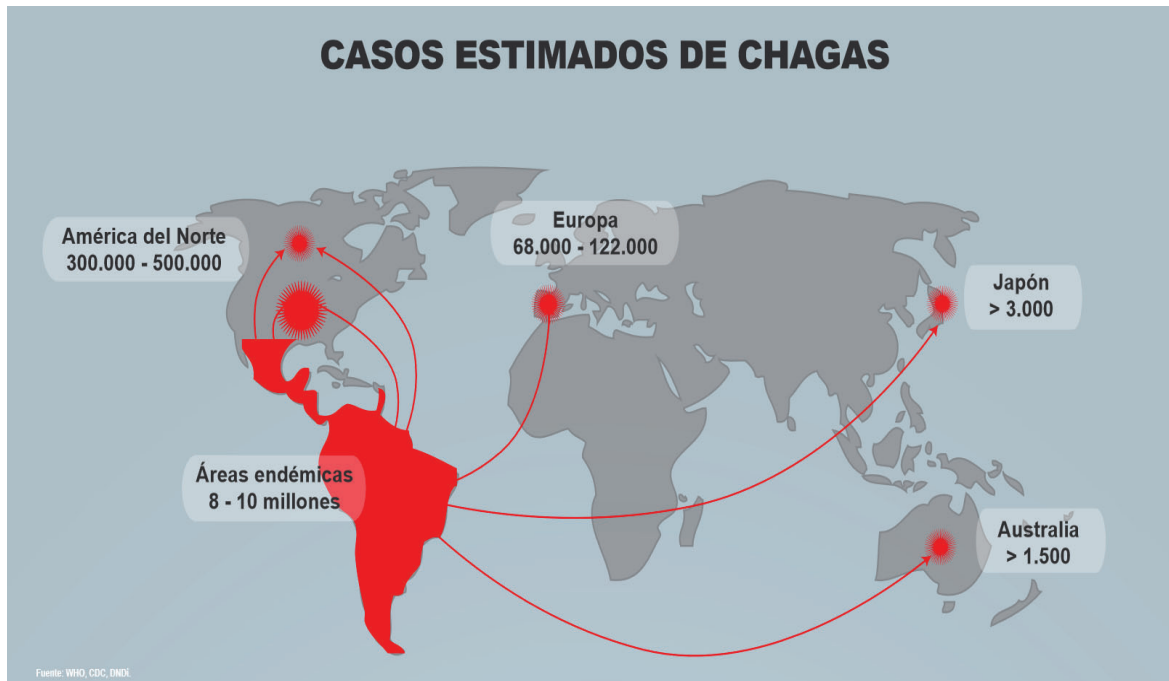 CASOS ESTIMADOS DE CHAGAS
América del Norte
300.000 - 500.000
Europa
68.000 - 122.000
Japón
> 3.000
Áreas endémicas
8 - 10 millones
Australia
> 1.500
Fuente: WHO, CDC, DNDi.